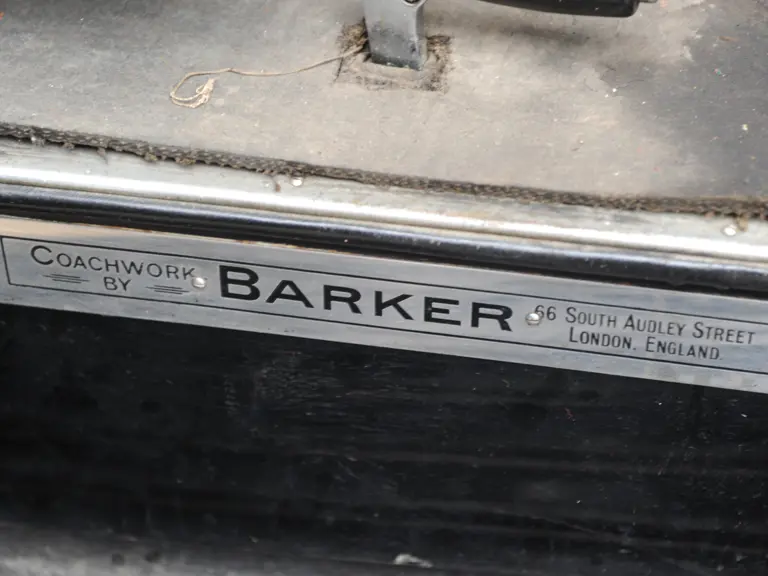 COACHWORK
BY
BARKER
66 SOUTH AUDLEY STREET
LONDON. ENGLAND.